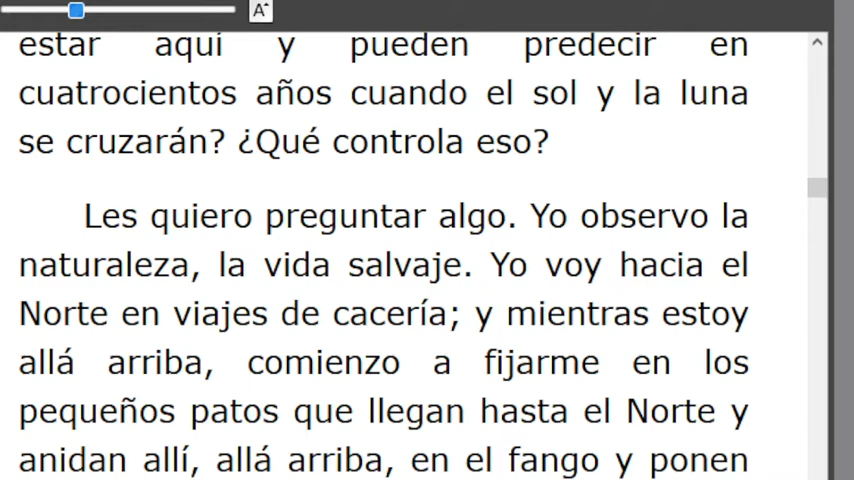 A
estar aquí y pueden predecir en
cuatrocientos años cuando el sol y la luna
se cruzarán? ¿Qué controla eso?
Les quiero preguntar algo. Yo observo la
naturaleza, la vida salvaje. Yo voy hacia el
Norte en viajes de cacería; y mientras estoy
allá arriba, comienzo a fijarme en los
pequeños patos que llegan hasta el Norte y
anidan allí, allá arriba, en el fango y ponen